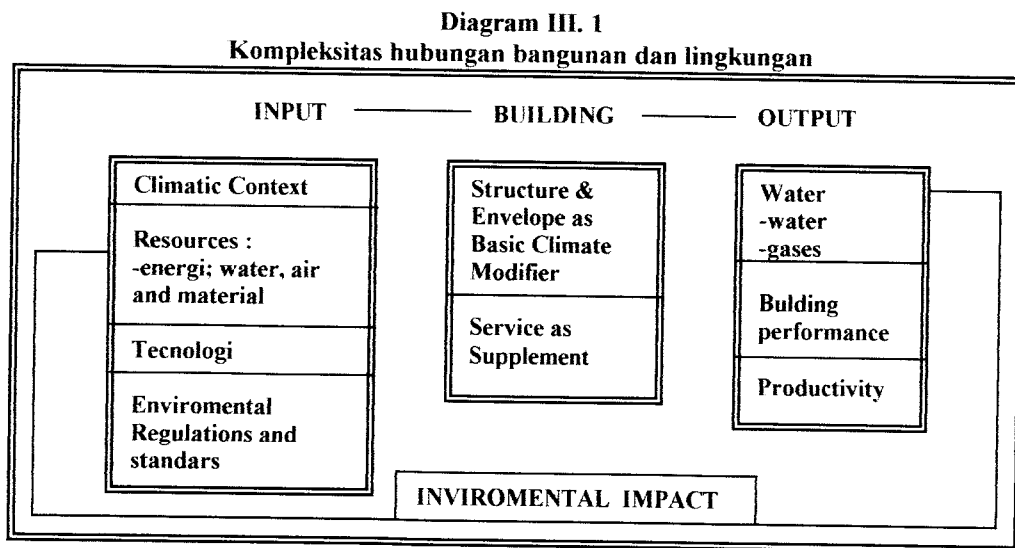 Diagram III. 1
Kompleksitas hubungan bangunan dan lingkungan
INPUT BUILDING OUTPUT
Climatic Context
Resources :
-energi; water, air
and material
Tecnologi
Enviromental
Regulations and
standars
Structure &
Envelope as
Basic Climate
Modifier
Service as
Supplement
Water
-water
-gases
Bulding
performance
Productivity
INVIROMENTAL IMPACT